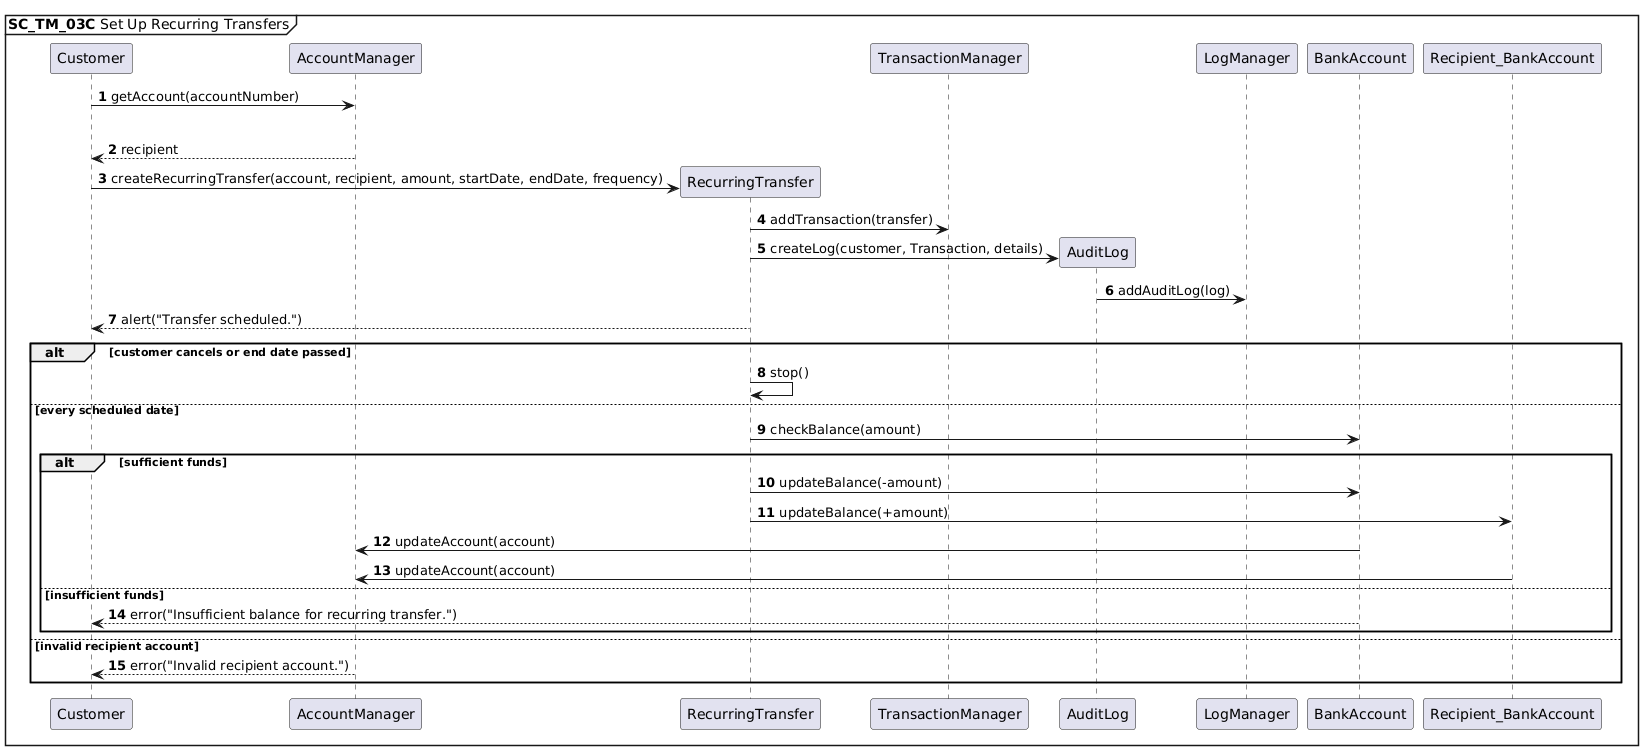 SC_TM_03C Set Up Recurring Transfers
Customer AccountManager TransactionManager LogManager BankAccount Recipient_BankAccount
1 getAccount(accountNumber)
2 recipient
3 createRecurringTransfer(account, recipient, amount, startDate, endDate, frequency) RecurringTransfer
4 addTransaction(transfer)
5 createLog(customer, Transaction, details) AuditLog
6 addAuditLog(log)
7 alert("Transfer scheduled.")
alt [customer cancels or end date passed]
8 stop()
[every scheduled date]
9 checkBalance(amount)
alt [sufficient funds]
10 updateBalance(-amount)
11 updateBalance(+amount)
12 updateAccount(account)
13 updateAccount(account)
[insufficient funds]
14 error("Insufficient balance for recurring transfer.")
[invalid recipient account]
15 error("Invalid recipient account.")
Customer AccountManager RecurringTransfer TransactionManager AuditLog LogManager BankAccount Recipient_BankAccount